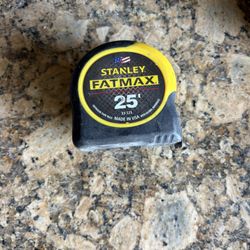 STANLEY
FATMAX
25'
MADE IN USA